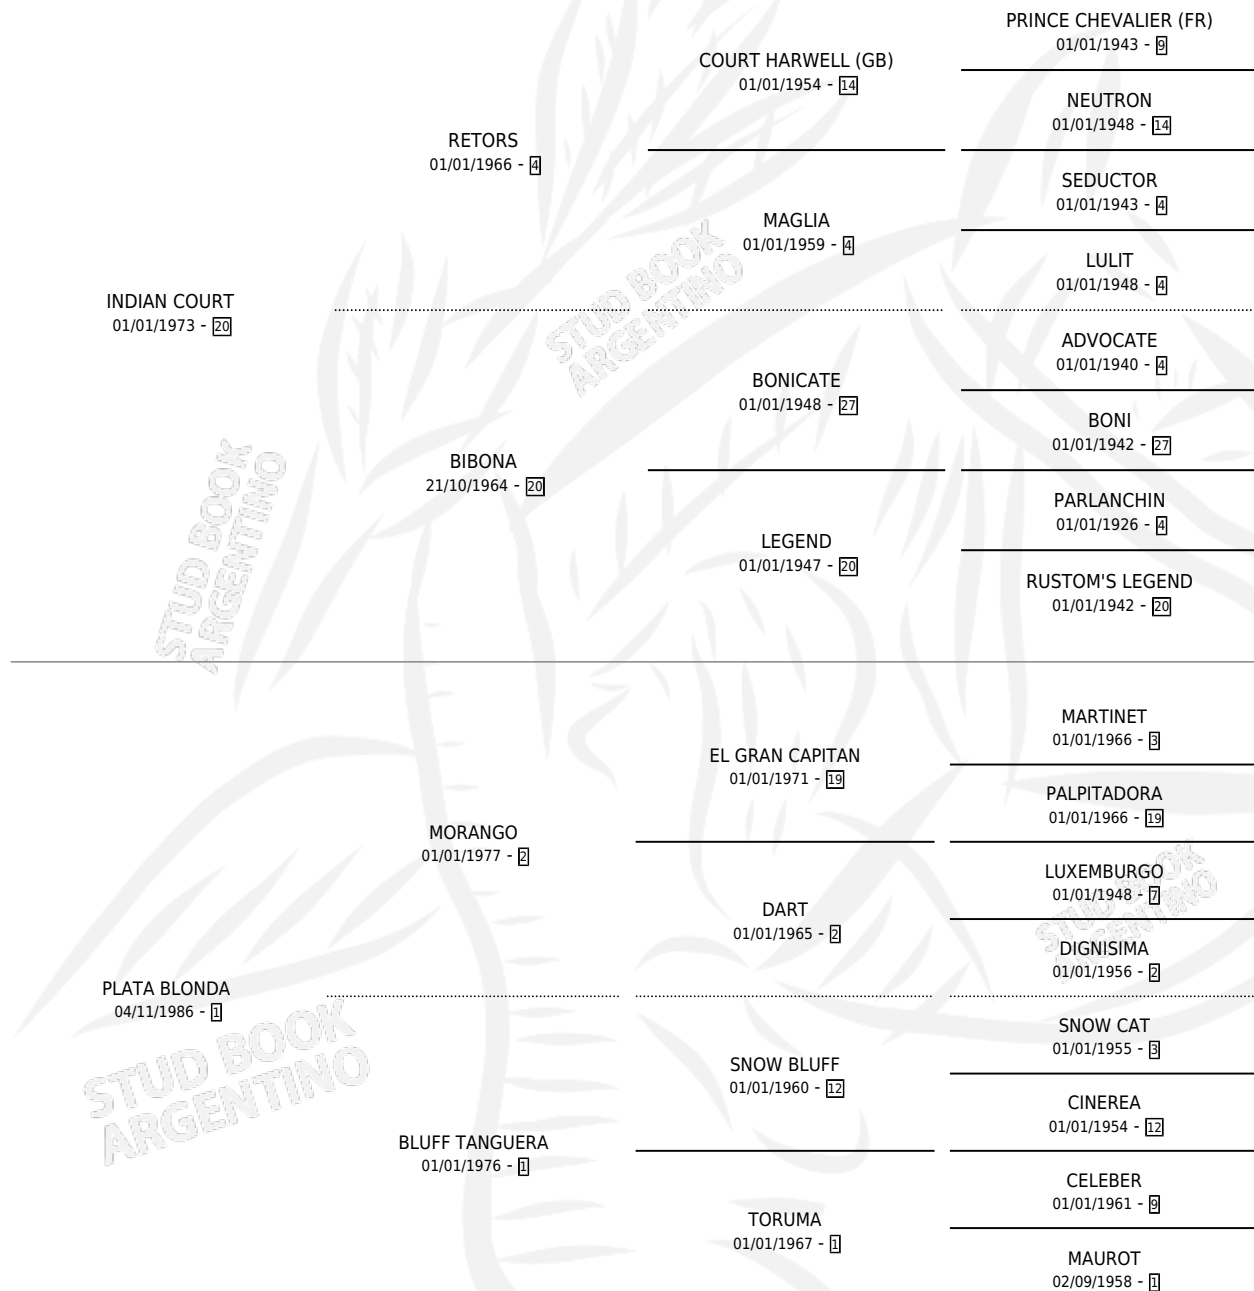 PRINCE CHEVALIER (FR)
01/01/1943 - 9
COURT HARWELL (GB)
01/01/1954 - 14
NEUTRON
01/01/1948 - 14
RETORS
01/01/1966 - 4
SEDUCTOR
01/01/1943 - 4
MAGLIA
01/01/1959 - 4
LULIT
01/01/1948 - 4
INDIAN COURT
01/01/1973 - 20
ADVOCATE
01/01/1940 - 4
BONICATE
01/01/1948 - 27
BONI
01/01/1942 - 27
BIBONA
21/10/1964 - 20
PARLANCHIN
01/01/1926 - 4
LEGEND
01/01/1947 - 20
RUSTOM'S LEGEND
01/01/1942 - 20
MARTINET
01/01/1966 - 3
EL GRAN CAPITAN
01/01/1971 - 19
PALPITADORA
01/01/1966 - 19
MORANGO
01/01/1977 - 2
LUXEMBURGO
01/01/1948 - 7
DART
01/01/1965 - 2
DIGNISIMA
01/01/1956 - 2
PLATA BLONDA
04/11/1986 - 1
SNOW CAT
01/01/1955 - 3
SNOW BLUFF
01/01/1960 - 12
CINEREA
01/01/1954 - 12
BLUFF TANGUERA
01/01/1976 - 1
CELEBER
01/01/1961 - 9
TORUMA
01/01/1967 - 1
MAUROT
02/09/1958 - 1
STUD BOOK
ARGENTINO
STUD BOOK
ARGENTINO
STUD BOOK
ARGENTINO
STUD BOOK
ARGENTINO